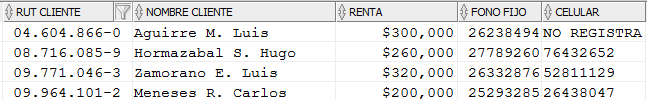 RUT CLIENTE NOMBRE CLIENTE RENTA FONO FIJO CELULAR
04.604.866-0 Aguirre M. Luis $300,000 26238494 NO REGISTRA
08.716.085-9 Hormazabal S. Hugo $260,000 27789260 76432652
09.771.046-3 Zamorano E. Luis $320,000 26332876 52811129
09.964.101-2 Meneses R. Carlos $200,000 25293285 26438047